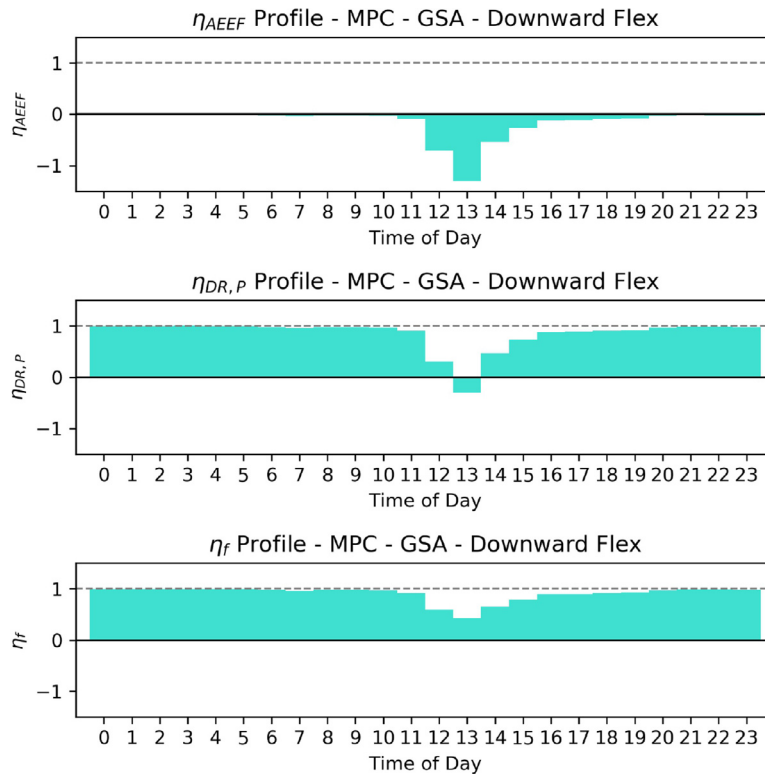 η_AEEF Profile - MPC - GSA - Downward Flex
1
0
−1
η_AEEF
0 1 2 3 4 5 6 7 8 9 10 11 12 13 14 15 16 17 18 19 20 21 22 23
Time of Day
η_DR, P Profile - MPC - GSA - Downward Flex
1
0
−1
η_DR, P
0 1 2 3 4 5 6 7 8 9 10 11 12 13 14 15 16 17 18 19 20 21 22 23
Time of Day
η_f Profile - MPC - GSA - Downward Flex
1
0
−1
η_f
0 1 2 3 4 5 6 7 8 9 10 11 12 13 14 15 16 17 18 19 20 21 22 23
Time of Day